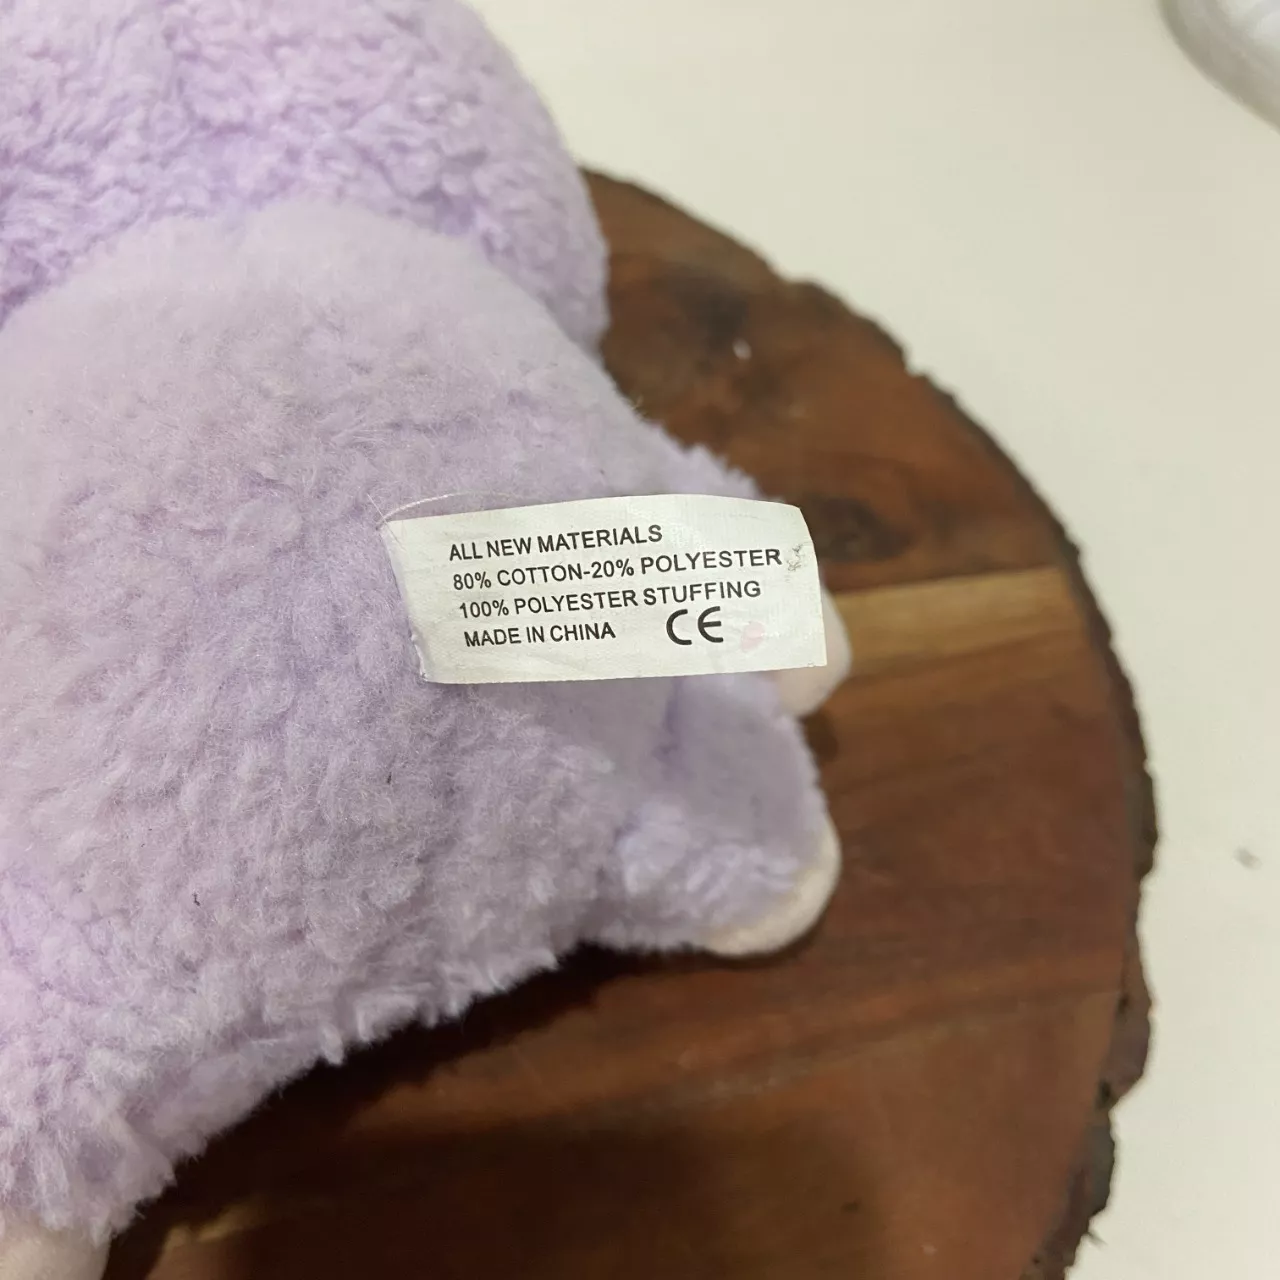 ALL NEW MATERIALS
80% COTTON-20% POLYESTER
100% POLYESTER STUFFING
MADE IN CHINA CE